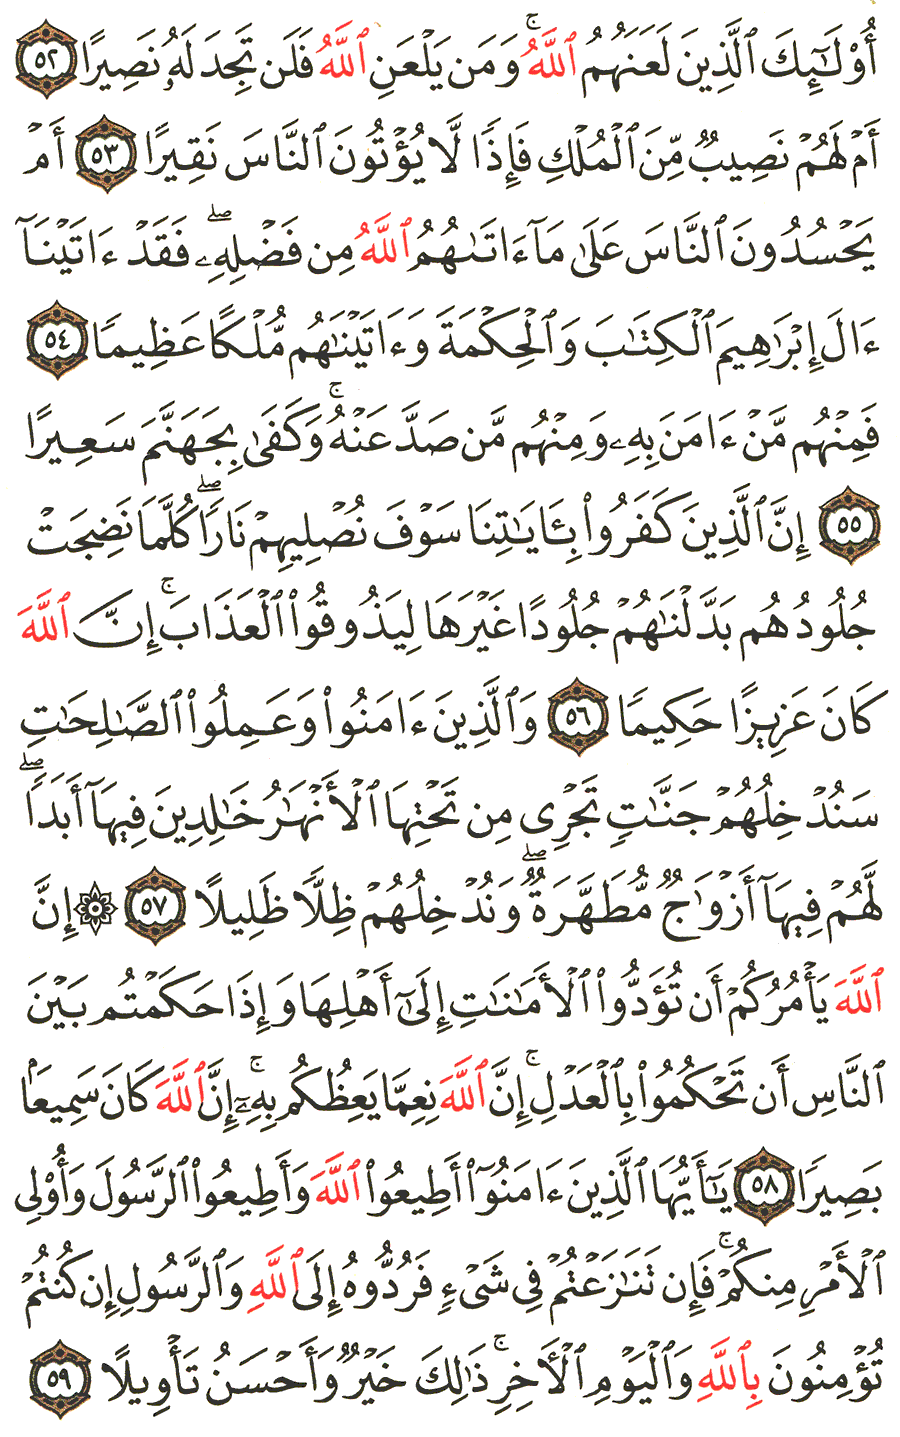 أُوْلَٰٓئِكَ ٱلَّذِينَ لَعَنَهُمُ ٱللَّهُۖ وَمَن يَلْعَنِ ٱللَّهُ فَلَن تَجِدَ لَهُۥ نَصِيرًا ٥٢
أَمْ لَهُمْ نَصِيبٌ مِّنَ ٱلْمُلْكِ فَإِذًا لَّا يُؤْتُونَ ٱلنَّاسَ نَقِيرًا ٥٣ أَمْ
يَحْسُدُونَ ٱلنَّاسَ عَلَىٰ مَآ ءَاتَىٰهُمُ ٱللَّهُ مِن فَضْلِهِۦۖ فَقَدْ ءَاتَيْنَآ
ءَالَ إِبْرَٰهِيمَ ٱلْكِتَٰبَ وَٱلْحِكْمَةَ وَءَاتَيْنَٰهُم مُّلْكًا عَظِيمًا ٥٤
فَمِنْهُم مَّنْ ءَامَنَ بِهِۦ وَمِنْهُم مَّن صَدَّ عَنْهُۚ وَكَفَىٰ بِجَهَنَّمَ سَعِيرًا
٥٥ إِنَّ ٱلَّذِينَ كَفَرُواْ بِـَٔايَٰتِنَا سَوْفَ نُصْلِيهِمْ نَارًاۖ كُلَّمَا نَضِجَتْ
جُلُودُهُم بَدَّلْنَٰهُمْ جُلُودًا غَيْرَهَا لِيَذُوقُواْ ٱلْعَذَابَۚ إِنَّ ٱللَّهَ
كَانَ عَزِيزًا حَكِيمًا ٥٦ وَٱلَّذِينَ ءَامَنُواْ وَعَمِلُواْ ٱلصَّٰلِحَٰتِ
سَنُدْخِلُهُمْ جَنَّٰتٍ تَجْرِى مِن تَحْتِهَا ٱلْأَنْهَٰرُ خَٰلِدِينَ فِيهَآ أَبَدًاۖ
لَّهُمْ فِيهَآ أَزْوَٰجٌ مُّطَهَّرَةٌۖ وَنُدْخِلُهُمْ ظِلًّا ظَلِيلًا ٥٧ ۞ إِنَّ
ٱللَّهَ يَأْمُرُكُمْ أَن تُؤَدُّواْ ٱلْأَمَٰنَٰتِ إِلَىٰٓ أَهْلِهَا وَإِذَا حَكَمْتُم بَيْنَ
ٱلنَّاسِ أَن تَحْكُمُواْ بِٱلْعَدْلِۚ إِنَّ ٱللَّهَ نِعِمَّا يَعِظُكُم بِهِۦٓۚ إِنَّ ٱللَّهَ كَانَ سَمِيعًۢا
بَصِيرًا ٥٨ يَٰٓأَيُّهَا ٱلَّذِينَ ءَامَنُوٓاْ أَطِيعُواْ ٱللَّهَ وَأَطِيعُواْ ٱلرَّسُولَ وَأُوْلِى
ٱلْأَمْرِ مِنكُمْۚ فَإِن تَنَٰزَعْتُمْ فِى شَىْءٍ فَرُدُّوهُ إِلَى ٱللَّهِ وَٱلرَّسُولِ إِن كُنتُمْ
تُؤْمِنُونَ بِٱللَّهِ وَٱلْيَوْمِ ٱلْأَخِرِۚ ذَٰلِكَ خَيْرٌ وَأَحْسَنُ تَأْوِيلًا ٥٩